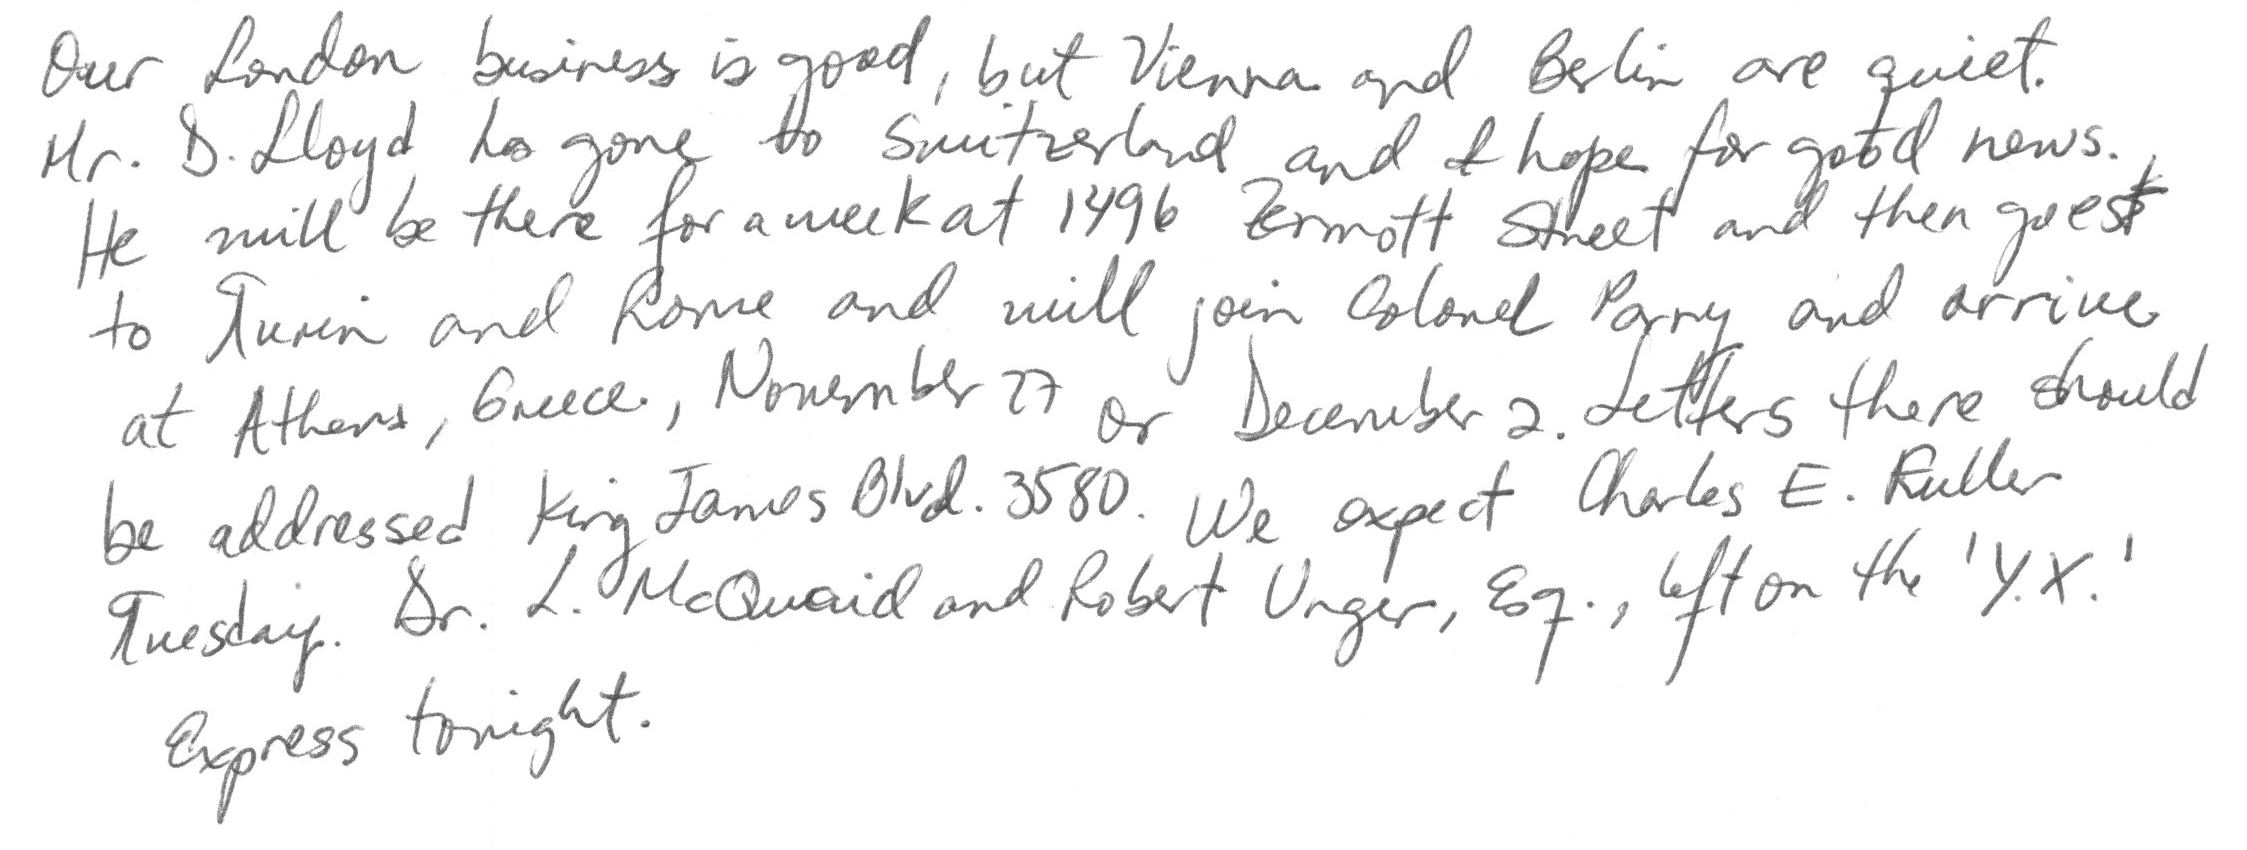 Our London business is good, but Vienna and Berlin are quiet.
Mr. D. Lloyd has gone to Switzerland and I hope for good news.
He will be there for a week at 1496 Zermott Street and then goes
to Turin and Rome and will join Colonel Parry and arrive
at Athens, Greece, November 27 or December 2. Letters there should
be addressed King James Blvd. 3580. We expect Charles E. Fuller
Tuesday. Dr. L. McQuaid and Robert Unger, Esq., left on the 'Y.X.'
Express tonight.